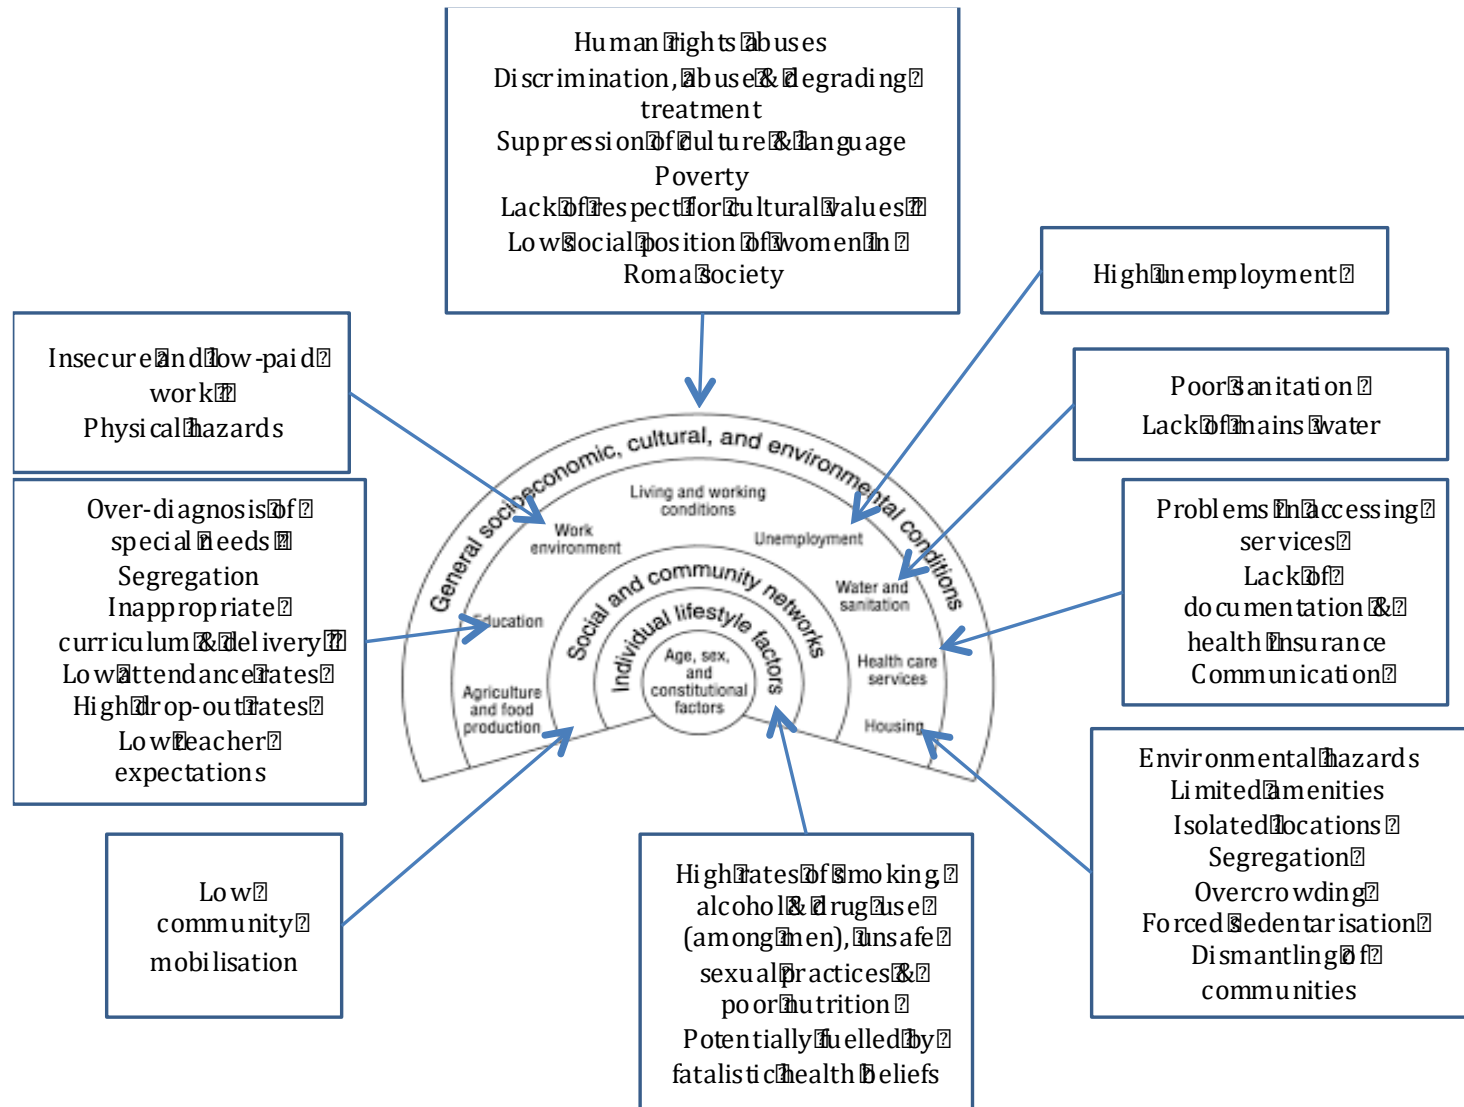 Human rights abuses
Discrimination, abuse & degrading
treatment
Suppression of culture & language
Poverty
Lack of respect for cultural values
Low social position of women in
Roma society
High unemployment
Insecure and low-paid
work
Physical hazards
Poor sanitation
Lack of mains water
Over-diagnosis of
special needs
Segregation
Inappropriate
curriculum & delivery
Low attendance rates
High drop-out rates
Low teacher
expectations
Problems in accessing
services
Lack of
documentation &
health insurance
Communication
General socioeconomic, cultural, and environmental conditions
Living and working
conditions
Work
environment
Unemployment
Education
Water and
sanitation
Agriculture
and food
production
Health care
services
Housing
Social and community networks
Individual lifestyle factors
Age, sex,
and
constitutional
factors
Low
community
mobilisation
High rates of smoking,
alcohol & drug use
(among men), unsafe
sexual practices &
poor nutrition
Potentially fuelled by
fatalistic health beliefs
Environmental hazards
Limited amenities
Isolated locations
Segregation
Overcrowding
Forced sedentarisation
Dismantling of
communities